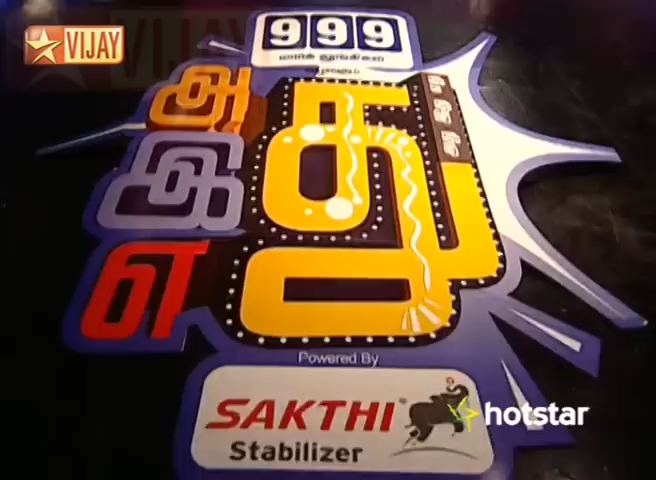 VIJAY
999
அ
இ
எ
து
Powered By
SAKTHI
Stabilizer
hotstar